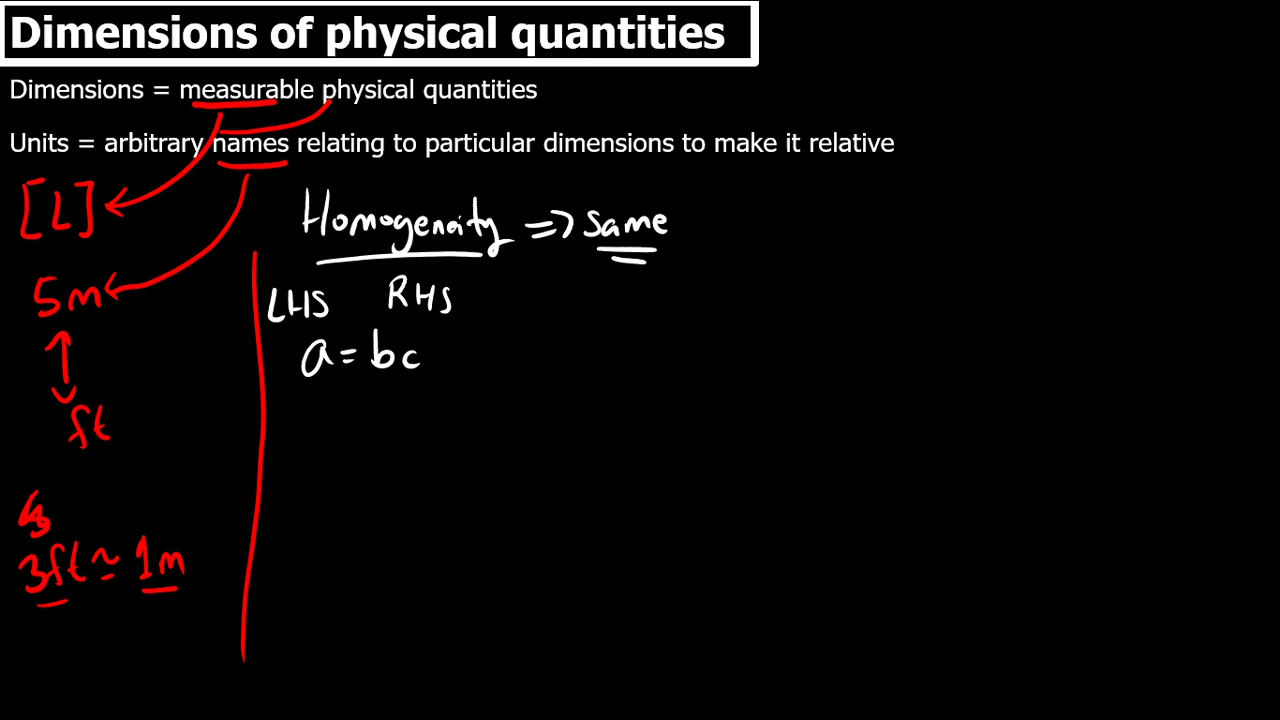 Dimensions of physical quantities
Dimensions = measurable physical quantities
Units = arbitrary names relating to particular dimensions to make it relative
[L]
5m
ft
3ft ≃ 1m
Homogeneity => same
LHS RHS
a = bc